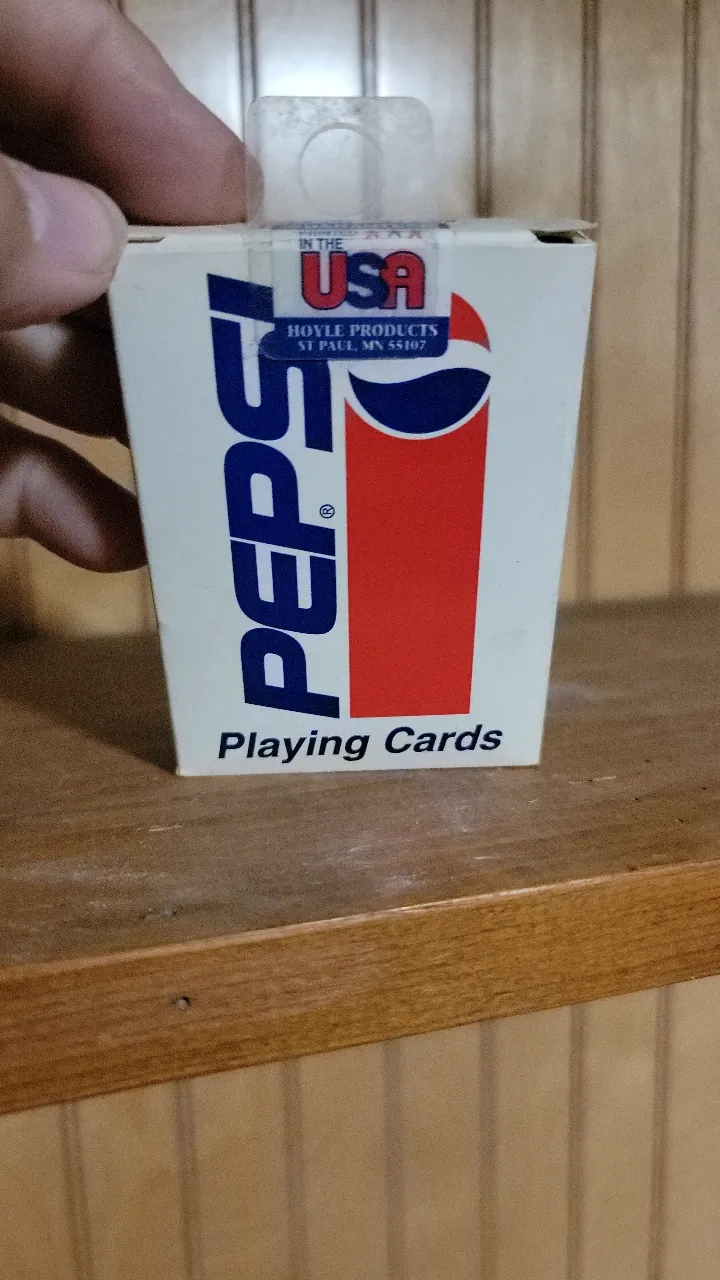 IN THE
USA
HOYLE PRODUCTS
ST PAUL, MN 55107
PEPSI®
Playing Cards